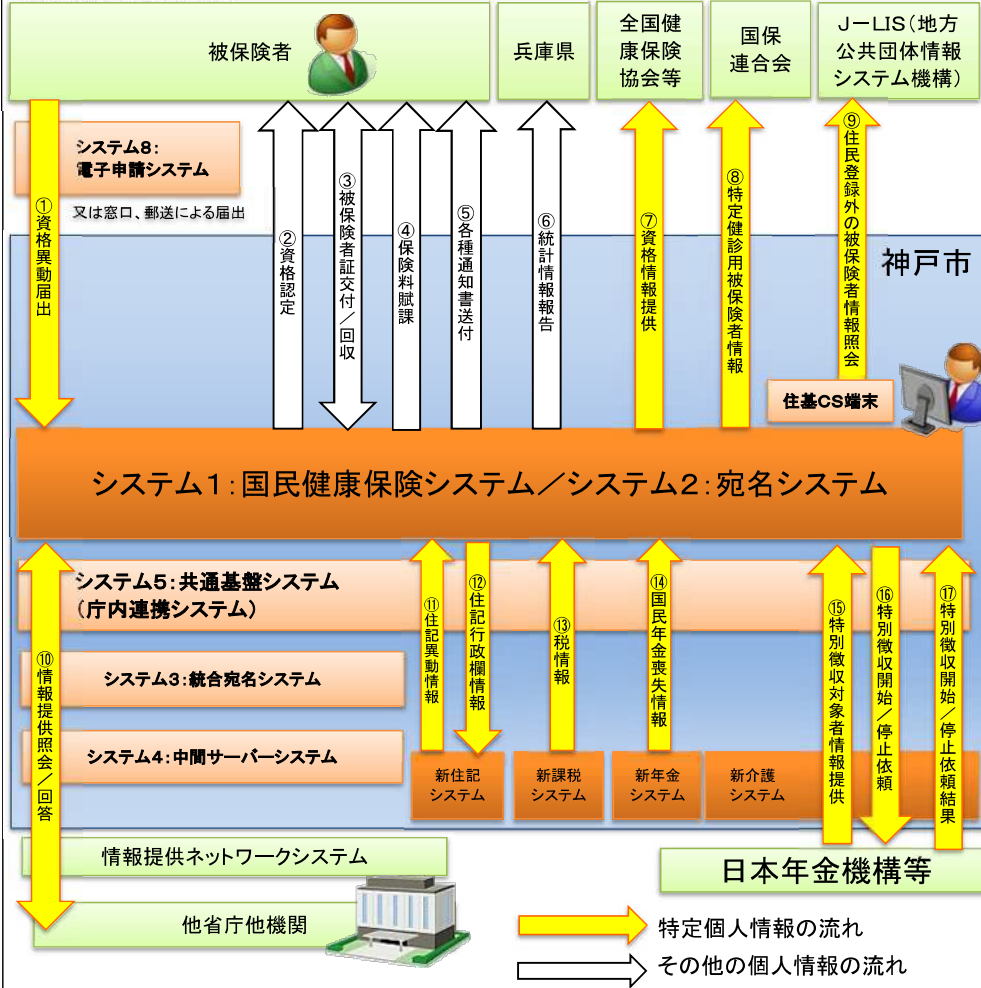 被保険者
兵庫県
全国健
康保険
協会等
国保
連合会
J－LIS（地方
公共団体情報
システム機構）
システム８：
電子申請システム
又は窓口、郵送による届出
神戸市
①資格異動届出
②資格認定
③被保険者証交付／回収
④保険料賦課
⑤各種通知書送付
⑥統計情報報告
⑦資格情報提供
⑧特定健診用被保険者情報
⑨住民登録外の被保険者情報照会
住基CS端末
システム１：国民健康保険システム／システム２：宛名システム
システム５：共通基盤システム
（庁内連携システム）
システム３：統合宛名システム
システム４：中間サーバーシステム
⑩情報提供照会／回答
⑪住記異動情報
⑫住記行政欄情報
⑬税情報
⑭国民年金喪失情報
⑮特別徴収対象者情報提供
⑯特別徴収開始／停止依頼
⑰特別徴収開始／停止依頼結果
新住記
システム
新課税
システム
新年金
システム
新介護
システム
情報提供ネットワークシステム
他省庁他機関
日本年金機構等
特定個人情報の流れ
その他の個人情報の流れ